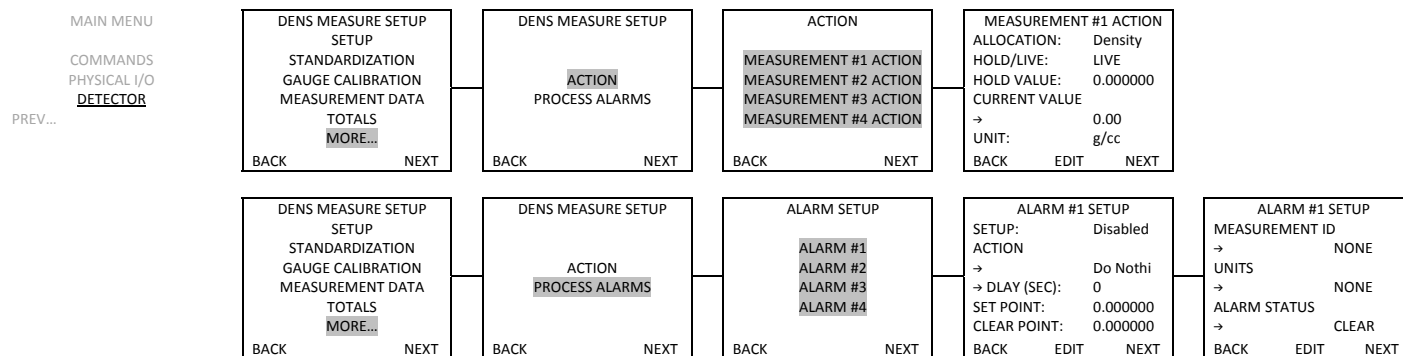 MAIN MENU
COMMANDS
PHYSICAL I/O
DETECTOR
PREV...
DENS MEASURE SETUP
SETUP
STANDARDIZATION
GAUGE CALIBRATION
MEASUREMENT DATA
TOTALS
MORE...
BACK NEXT
DENS MEASURE SETUP
ACTION
PROCESS ALARMS
BACK NEXT
ACTION
MEASUREMENT #1 ACTION
MEASUREMENT #2 ACTION
MEASUREMENT #3 ACTION
MEASUREMENT #4 ACTION
BACK NEXT
MEASUREMENT #1 ACTION
ALLOCATION: Density
HOLD/LIVE: LIVE
HOLD VALUE: 0.000000
CURRENT VALUE
→ 0.00
UNIT: g/cc
BACK EDIT NEXT
DENS MEASURE SETUP
SETUP
STANDARDIZATION
GAUGE CALIBRATION
MEASUREMENT DATA
TOTALS
MORE...
BACK NEXT
DENS MEASURE SETUP
ACTION
PROCESS ALARMS
BACK NEXT
ALARM SETUP
ALARM #1
ALARM #2
ALARM #3
ALARM #4
BACK NEXT
ALARM #1 SETUP
SETUP: Disabled
ACTION
→ Do Nothi
→ DLAY (SEC): 0
SET POINT: 0.000000
CLEAR POINT: 0.000000
BACK EDIT NEXT
ALARM #1 SETUP
MEASUREMENT ID
→ NONE
UNITS
→ NONE
ALARM STATUS
→ CLEAR
BACK EDIT NEXT